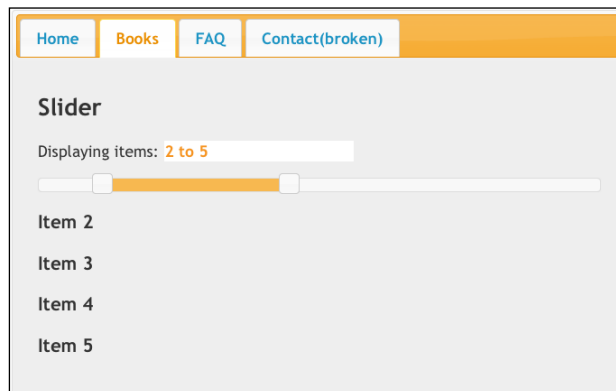 Home Books FAQ Contact(broken)
Slider
Displaying items: 2 to 5
Item 2
Item 3
Item 4
Item 5